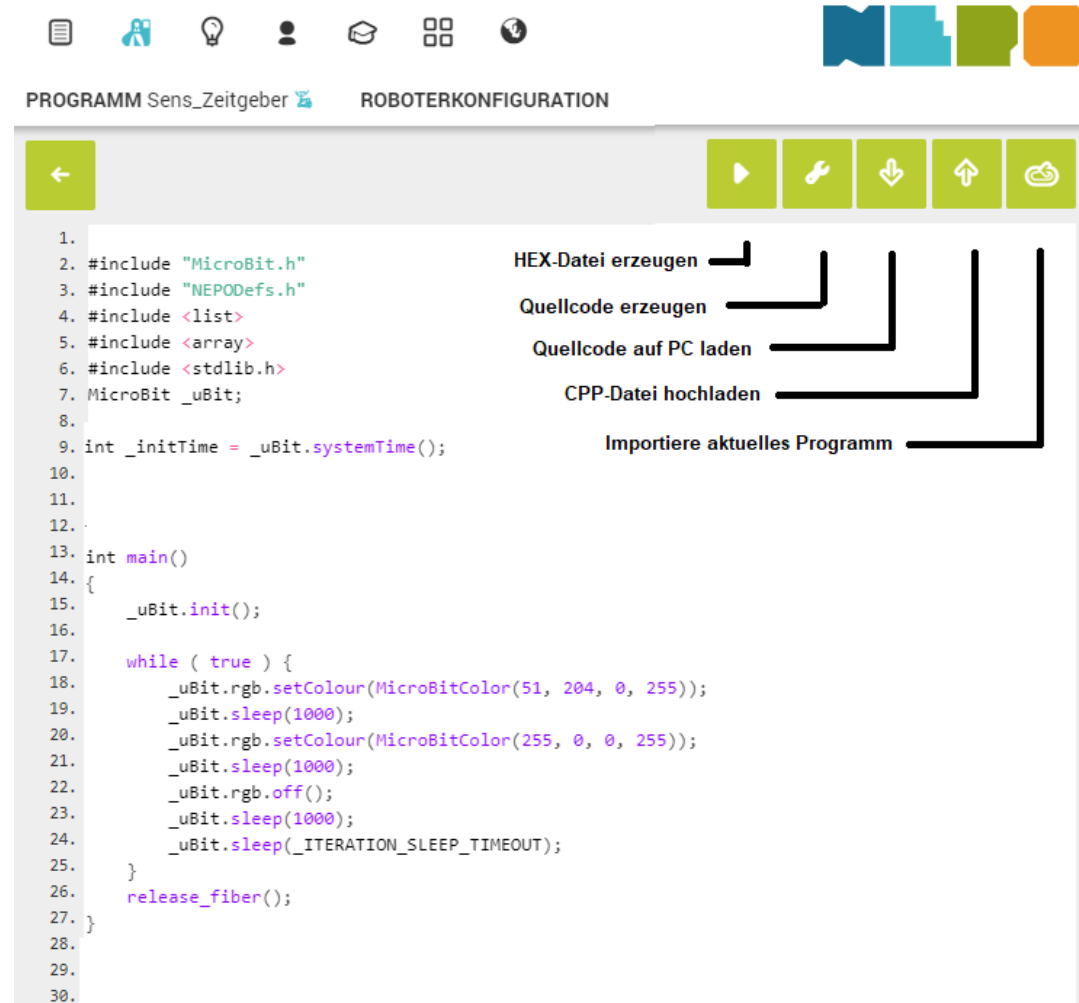 NEPO
PROGRAMM Sens_Zeitgeber ROBOTERKONFIGURATION
1.
2. #include "MicroBit.h"
3. #include "NEPODefs.h"
4. #include <list>
5. #include <array>
6. #include <stdlib.h>
7. MicroBit _uBit;
8.
9. int _initTime = _uBit.systemTime();
10.
11.
12.
13. int main()
14. {
15. _uBit.init();
16.
17. while ( true ) {
18. _uBit.rgb.setColour(MicroBitColor(51, 204, 0, 255));
19. _uBit.sleep(1000);
20. _uBit.rgb.setColour(MicroBitColor(255, 0, 0, 255));
21. _uBit.sleep(1000);
22. _uBit.rgb.off();
23. _uBit.sleep(1000);
24. _uBit.sleep(_ITERATION_SLEEP_TIMEOUT);
25. }
26. release_fiber();
27. }
28.
29.
30.
HEX-Datei erzeugen
Quellcode erzeugen
Quellcode auf PC laden
CPP-Datei hochladen
Importiere aktuelles Programm